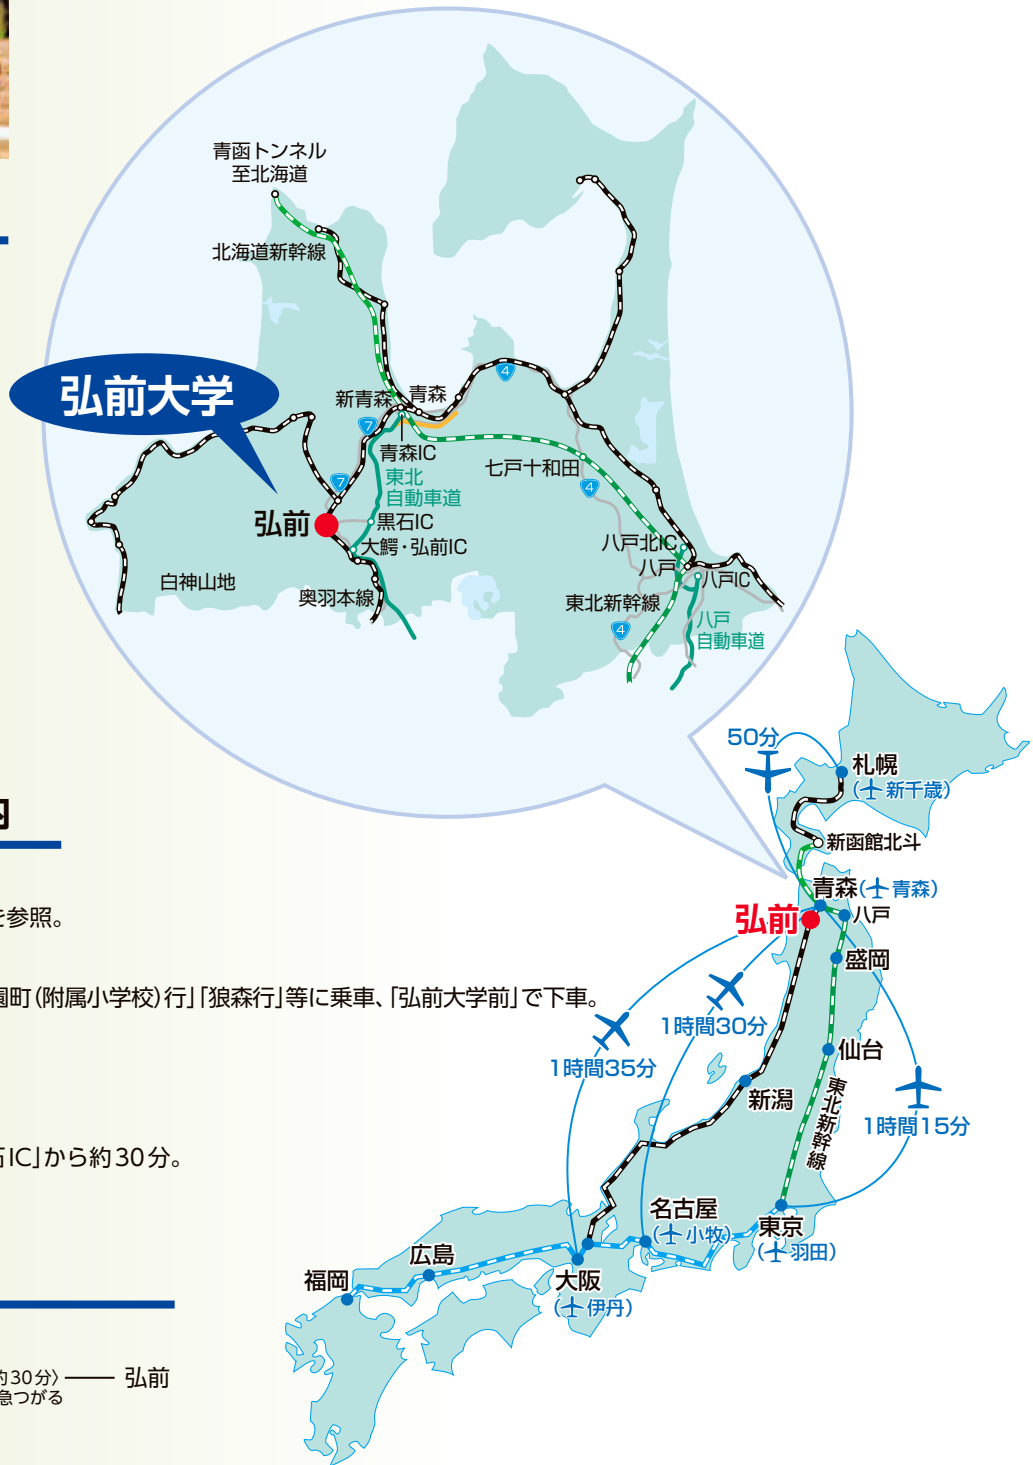 青函トンネル
至北海道
北海道新幹線
弘前大学
新青森
青森
4
7
青森IC
七戸十和田
東北
自動車道
7
4
弘前
黒石IC
大鰐・弘前IC
八戸北IC
八戸
八戸IC
白神山地
奥羽本線
東北新幹線
4
八戸
自動車道
50分
札幌
(新千歳)
新函館北斗
青森(青森)
弘前
八戸
を参照。
盛岡
園町(附属小学校)行」「狼森行」等に乗車、「弘前大学前」で下車。
1時間30分
1時間35分
仙台
新潟
東北新幹線
1時間15分
石IC」から約30分。
名古屋
(小牧)
東京
(羽田)
広島
福岡
大阪
(伊丹)
約30分〉
弘前
急つがる